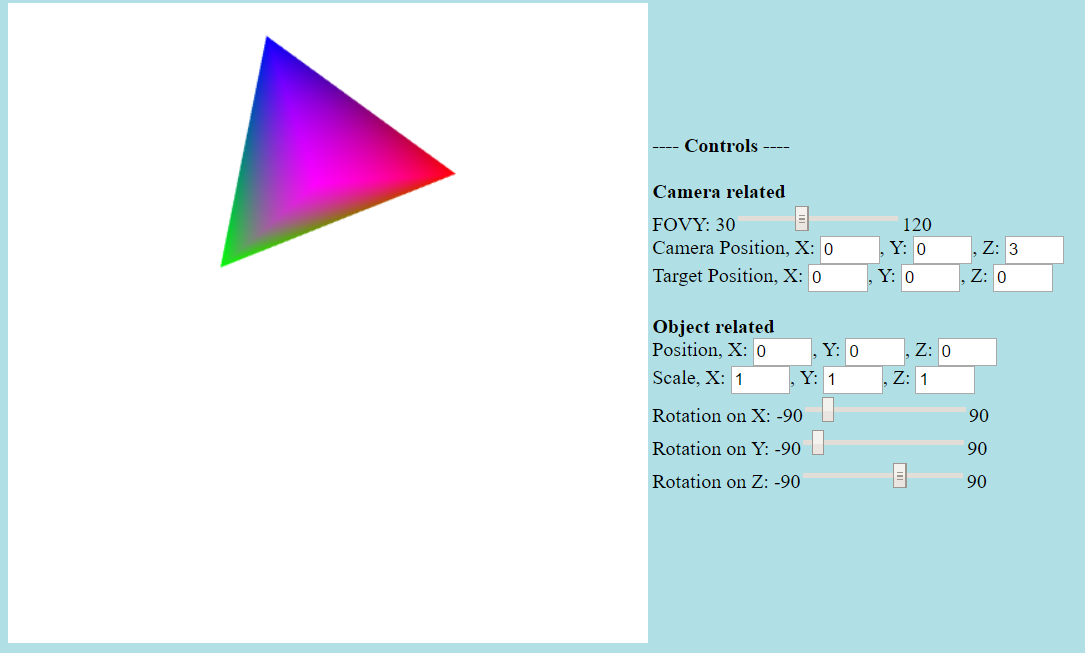 ---- Controls ----
Camera related
FOVY: 30 120
Camera Position, X: 0, Y: 0, Z: 3
Target Position, X: 0, Y: 0, Z: 0
Object related
Position, X: 0, Y: 0, Z: 0
Scale, X: 1, Y: 1, Z: 1
Rotation on X: -90 90
Rotation on Y: -90 90
Rotation on Z: -90 90